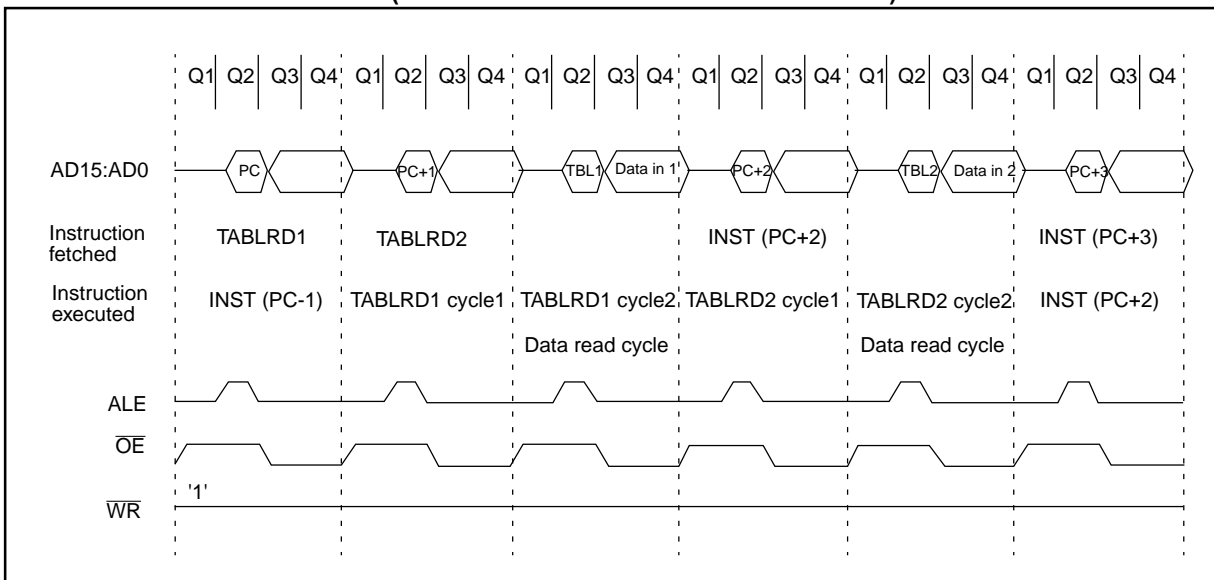 Q1 Q2 Q3 Q4 Q1 Q2 Q3 Q4 Q1 Q2 Q3 Q4 Q1 Q2 Q3 Q4 Q1 Q2 Q3 Q4 Q1 Q2 Q3 Q4
AD15:AD0 PC PC+1 TBL1 Data in 1 PC+2 TBL2 Data in 2 PC+3
Instruction
fetched
TABLRD1 TABLRD2 INST (PC+2) INST (PC+3)
Instruction
executed
INST (PC-1) TABLRD1 cycle1 TABLRD1 cycle2 TABLRD2 cycle1 TABLRD2 cycle2 INST (PC+2)
Data read cycle Data read cycle
ALE
OE
'1'
WR